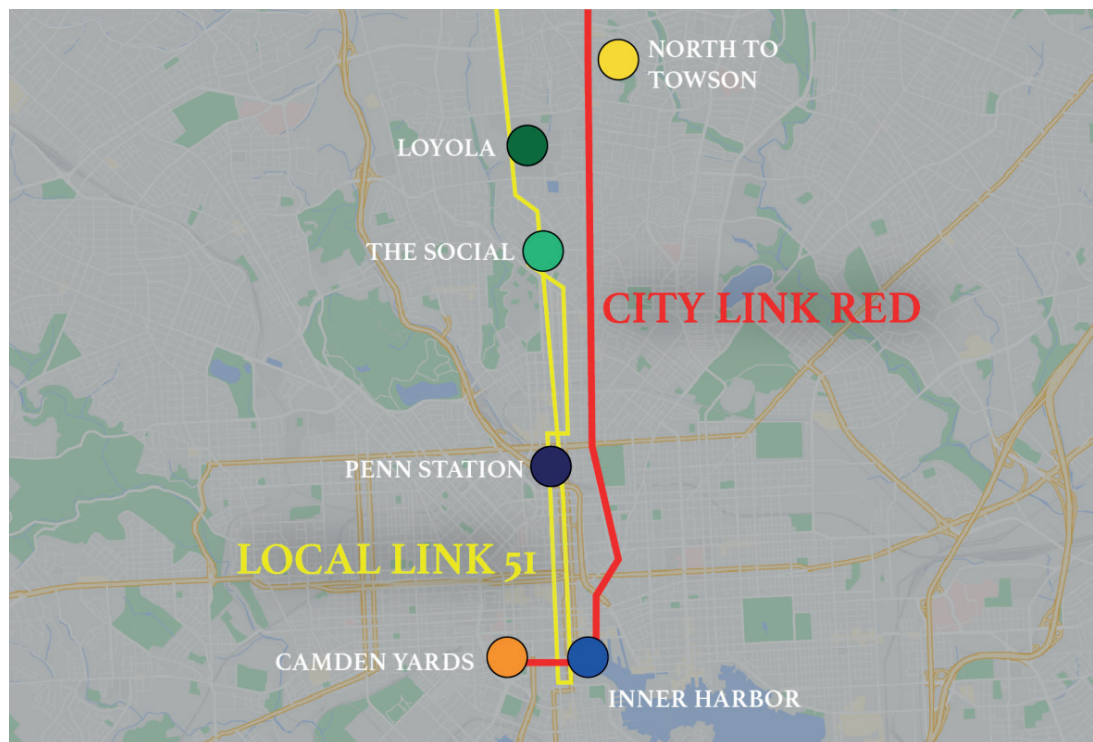 NORTH TO
TOWSON
LOYOLA
THE SOCIAL
CITY LINK RED
PENN STATION
LOCAL LINK 51
CAMDEN YARDS
INNER HARBOR